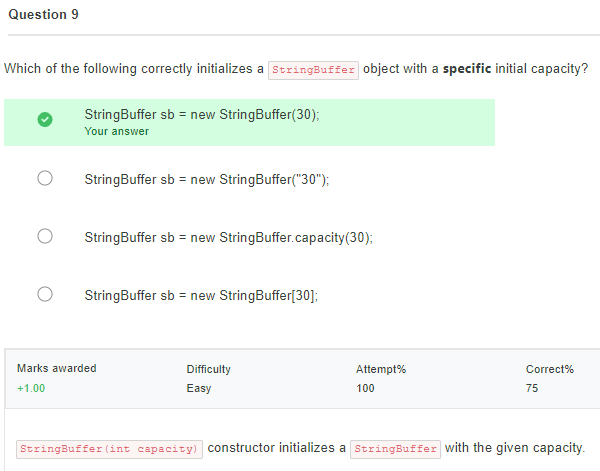 Question 9
Which of the following correctly initializes a StringBuffer object with a specific initial capacity?
StringBuffer sb = new StringBuffer(30);
Your answer
StringBuffer sb = new StringBuffer("30");
StringBuffer sb = new StringBuffer.capacity(30);
StringBuffer sb = new StringBuffer[30];
Marks awarded Difficulty Attempt% Correct%
+1.00 Easy 100 75
StringBuffer(int capacity) constructor initializes a StringBuffer with the given capacity.